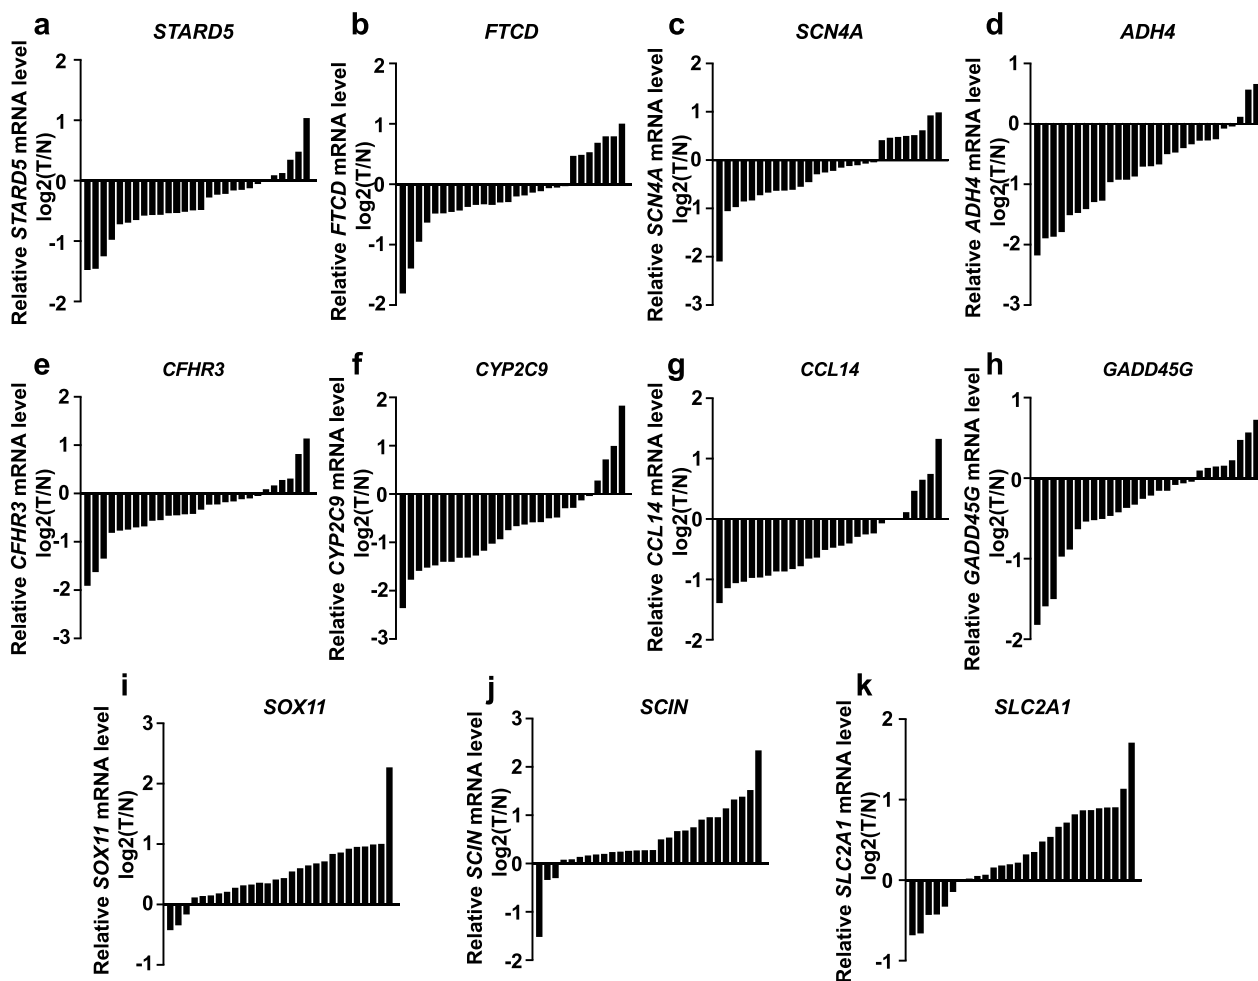 a
STARD5
Relative STARD5 mRNA level
log2(T/N)
2
1
0
-1
-2
b
FTCD
Relative FTCD mRNA level
log2(T/N)
2
1
0
-1
-2
c
SCN4A
Relative SCN4A mRNA level
log2(T/N)
2
1
0
-1
-2
-3
d
ADH4
Relative ADH4 mRNA level
log2(T/N)
1
0
-1
-2
-3
e
CFHR3
Relative CFHR3 mRNA level
log2(T/N)
2
1
0
-1
-2
-3
f
CYP2C9
Relative CYP2C9 mRNA level
log2(T/N)
2
1
0
-1
-2
-3
g
CCL14
Relative CCL14 mRNA level
log2(T/N)
2
1
0
-1
-2
h
GADD45G
Relative GADD45G mRNA level
log2(T/N)
1
0
-1
-2
i
SOX11
Relative SOX11 mRNA level
log2(T/N)
3
2
1
0
-1
j
SCIN
Relative SCIN mRNA level
log2(T/N)
3
2
1
0
-1
-2
k
SLC2A1
Relative SLC2A1 mRNA level
log2(T/N)
2
1
0
-1